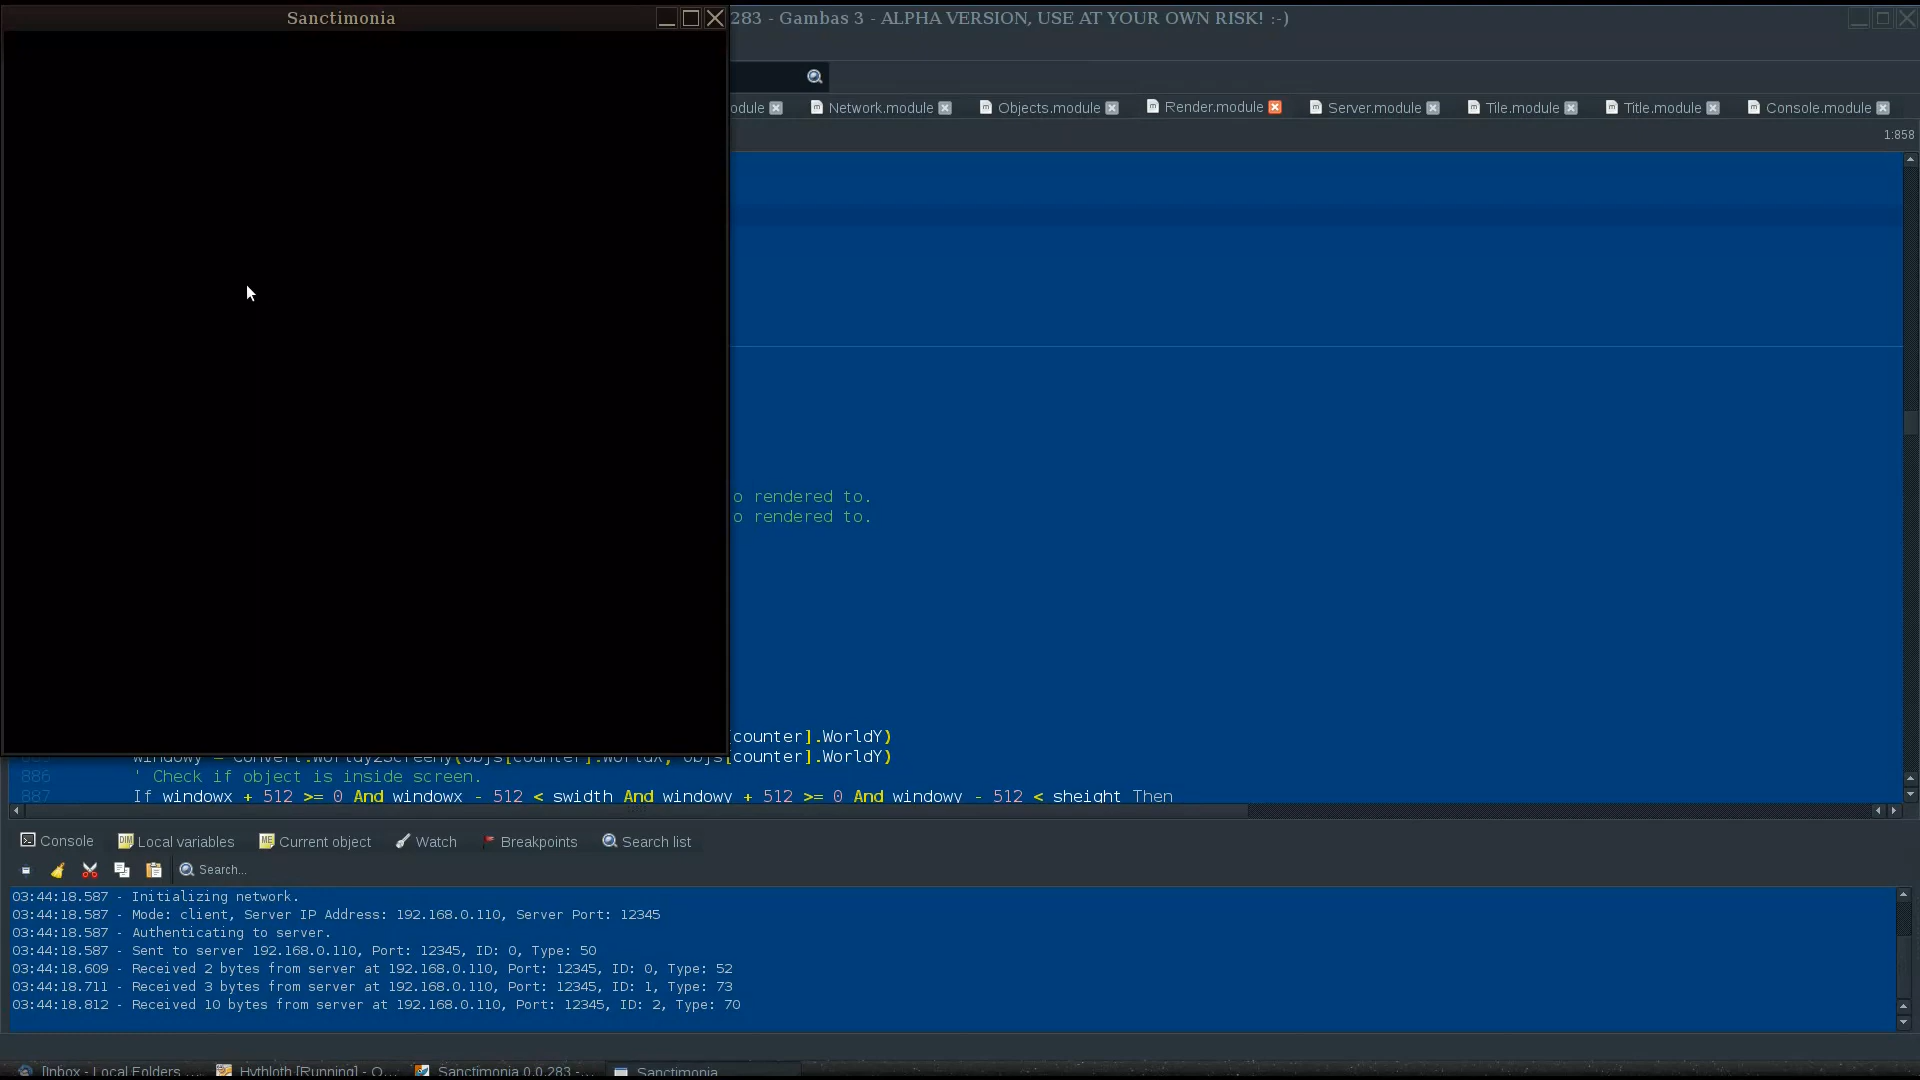 Sanctimonia
283 - Gambas 3 - ALPHA VERSION, USE AT YOUR OWN RISK! :-)
odule Network.module Objects.module Render.module Server.module Tile.module Title.module Console.module
1:858
o rendered to.
o rendered to.
[counter].WorldY)
windowy = Convert.WorldY2ScreenY(Objs[counter].WorldX, Objs[counter].WorldY)
886 ' Check if object is inside screen.
887 If windowx + 512 >= 0 And windowx - 512 < swidth And windowy + 512 >= 0 And windowy - 512 < sheight Then
Console Local variables Current object Watch Breakpoints Search list
Search...
03:44:18.587 - Initializing network.
03:44:18.587 - Mode: client, Server IP Address: 192.168.0.110, Server Port: 12345
03:44:18.587 - Authenticating to server.
03:44:18.587 - Sent to server 192.168.0.110, Port: 12345, ID: 0, Type: 50
03:44:18.609 - Received 2 bytes from server at 192.168.0.110, Port: 12345, ID: 0, Type: 52
03:44:18.711 - Received 3 bytes from server at 192.168.0.110, Port: 12345, ID: 1, Type: 73
03:44:18.812 - Received 10 bytes from server at 192.168.0.110, Port: 12345, ID: 2, Type: 70
[Inbox - Local Folders ... Hythloth [Running] - O... Sanctimonia 0.0.283 -... Sanctimonia